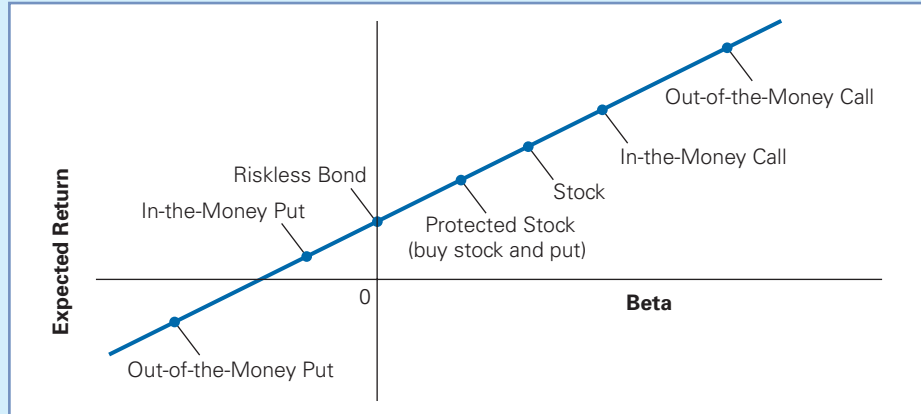 Out-of-the-Money Call
In-the-Money Call
Stock
Riskless Bond
Protected Stock
(buy stock and put)
In-the-Money Put
Expected Return
0
Beta
Out-of-the-Money Put